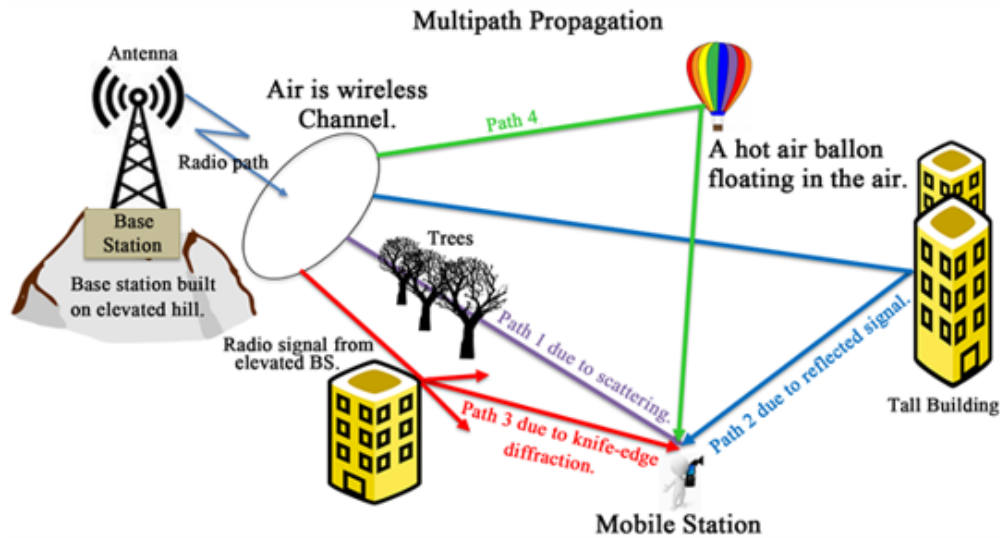 Multipath Propagation
Antenna
Air is wireless
Channel.
Path 4
Radio path
A hot air ballon
floating in the air.
Base
Station
Trees
Base station built
on elevated hill.
Path 1 due to scattering.
Path 2 due to reflected signal.
Radio signal from
elevated BS.
Path 3 due to knife-edge
diffraction.
Tall Building
Mobile Station